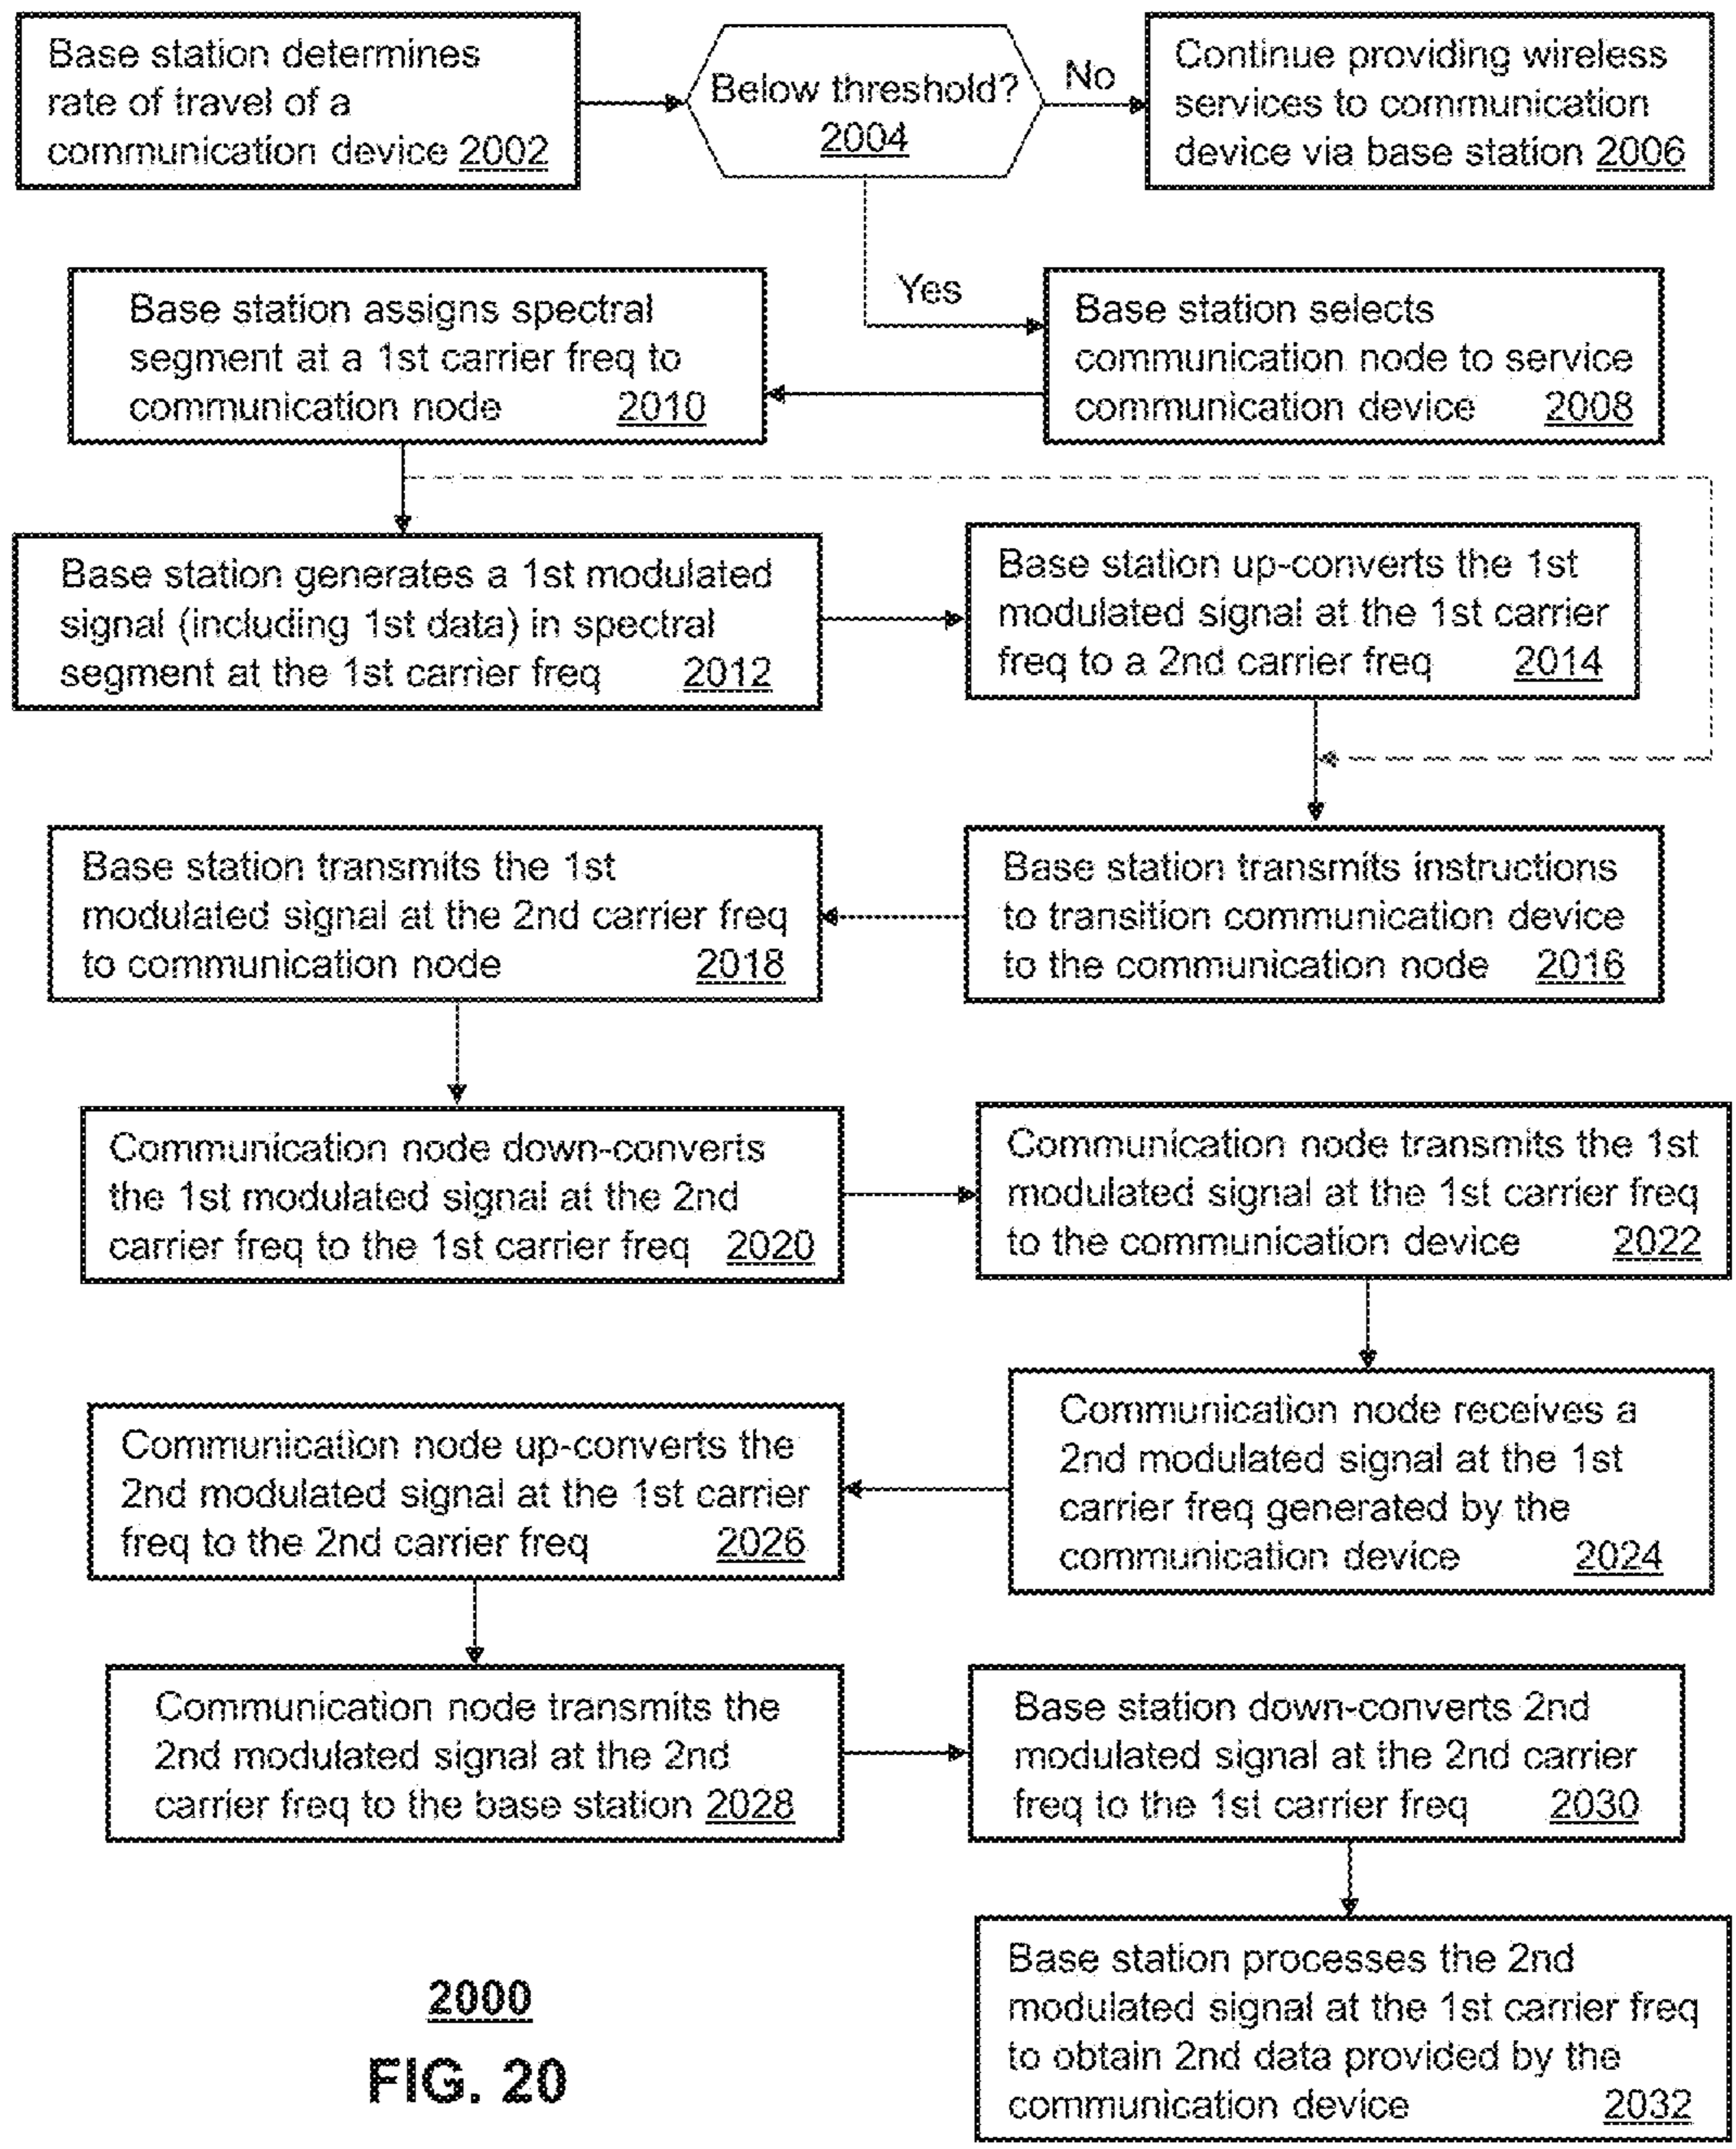 Base station determines
rate of travel of a
communication device 2002
Below threshold?
2004
No
Continue providing wireless
services to communication
device via base station 2006
Yes
Base station selects
communication node to service
communication device 2008
Base station assigns spectral
segment at a 1st carrier freq to
communication node 2010
Base station generates a 1st modulated
signal (including 1st data) in spectral
segment at the 1st carrier freq 2012
Base station up-converts the 1st
modulated signal at the 1st carrier
freq to a 2nd carrier freq 2014
Base station transmits instructions
to transition communication device
to the communication node 2016
Base station transmits the 1st
modulated signal at the 2nd carrier freq
to communication node 2018
Communication node down-converts
the 1st modulated signal at the 2nd
carrier freq to the 1st carrier freq 2020
Communication node transmits the 1st
modulated signal at the 1st carrier freq
to the communication device 2022
Communication node receives a
2nd modulated signal at the 1st
carrier freq generated by the
communication device 2024
Communication node up-converts the
2nd modulated signal at the 1st carrier
freq to the 2nd carrier freq 2026
Communication node transmits the
2nd modulated signal at the 2nd
carrier freq to the base station 2028
Base station down-converts 2nd
modulated signal at the 2nd carrier
freq to the 1st carrier freq 2030
Base station processes the 2nd
modulated signal at the 1st carrier freq
to obtain 2nd data provided by the
communication device 2032
2000
FIG. 20